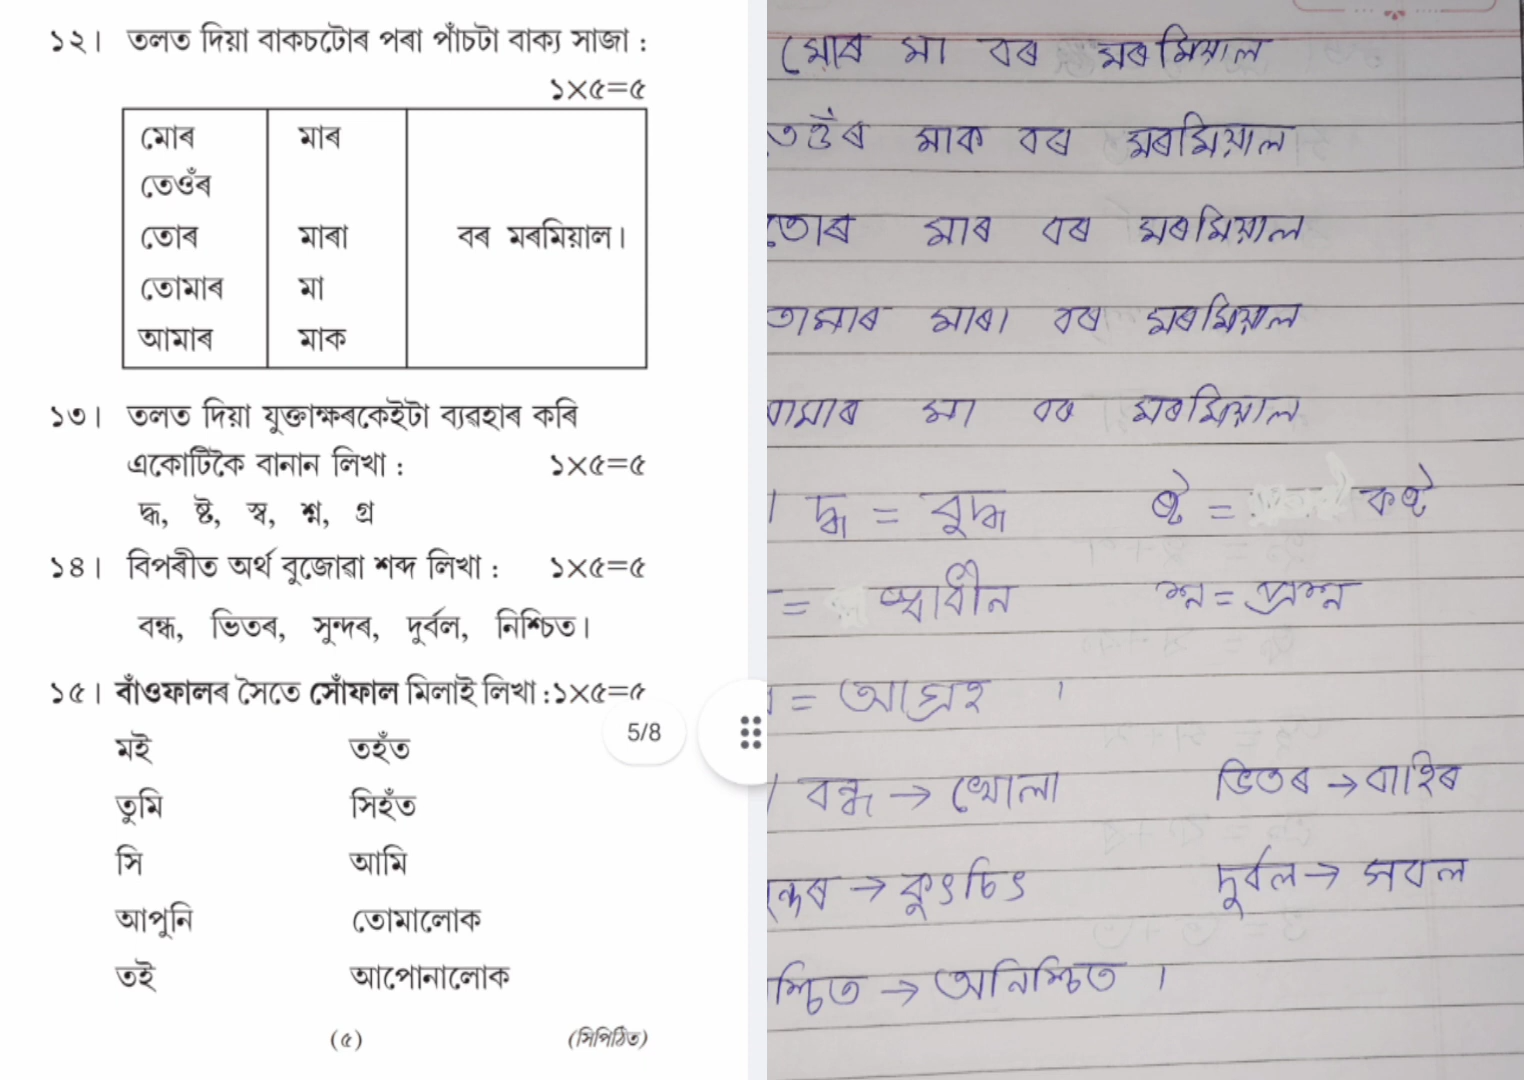 ১২। তলত দিয়া বাকচটোৰ পৰা পাঁচটা বাক্য সাজা :
১×৫=৫
মোৰ মাৰ
তেওঁৰ
তোৰ মাৰা বৰ মৰমিয়াল।
তোমাৰ মা
আমাৰ মাক
১৩। তলত দিয়া যুক্তাক্ষৰকেইটা ব্যৱহাৰ কৰি
একোটিকৈ বানান লিখা : ১×৫=৫
দ্ধ, ষ্ট, স্ব, শ্ন, গ্ৰ
১৪। বিপৰীত অৰ্থ বুজোৱা শব্দ লিখা : ১×৫=৫
বন্ধ, ভিতৰ, সুন্দৰ, দুৰ্বল, নিশ্চিত।
১৫। বাঁওফালৰ সৈতে সোঁফাল মিলাই লিখা :১×৫=৫
5/8
মই তহঁত
তুমি সিহঁত
সি আমি
আপুনি তোমালোক
তই আপোনালোক
(৫) (সিপিঠিত)
মোৰ মা বৰ মৰমিয়াল
তওঁৰ মাক বৰ মৰমিয়াল
তোৰ মাৰ বৰ মৰমিয়াল
তামাৰ মাৰা বৰ মৰমিয়াল
মাৰ মা বৰ মৰমিয়াল
। দ্ধ = বুদ্ধ ষ্ট = কষ্ট
= স্বাধীন শ্ন = প্ৰশ্ন
= আগ্ৰহ ।
। বন্ধ → খোলা ভিতৰ → বাহিৰ
ন্দৰ → কুৎচিৎ দুৰ্বল → সবল
শ্চিত → অনিশ্চিত ।